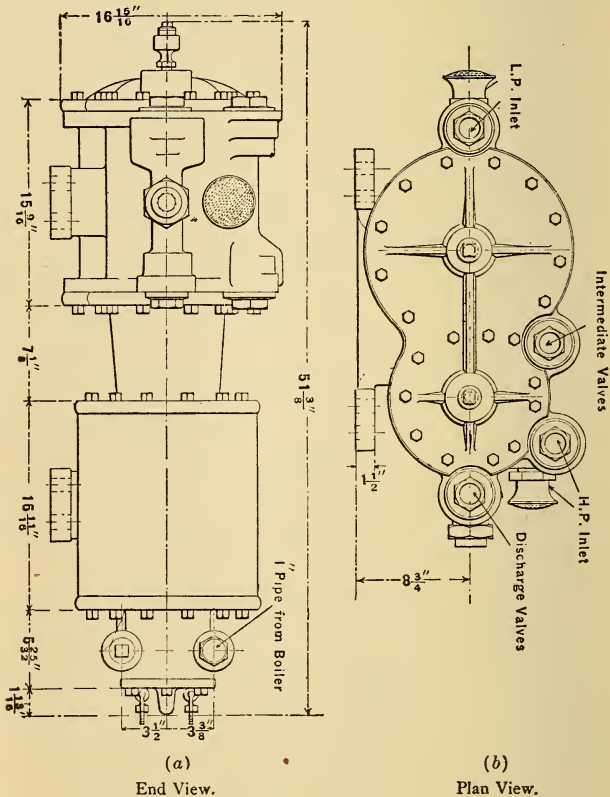 16 15/16"
15 9/16"
7 1/8"
15 11/16"
5 25/32"
1 13/16"
51 3/8"
1" Pipe from Boiler
3 1/2"
3 3/8"
(a)
End View.
L.P. Inlet
Intermediate Valves
H.P. Inlet
Discharge Valves
1 1/2"
8 3/4"
(b)
Plan View.